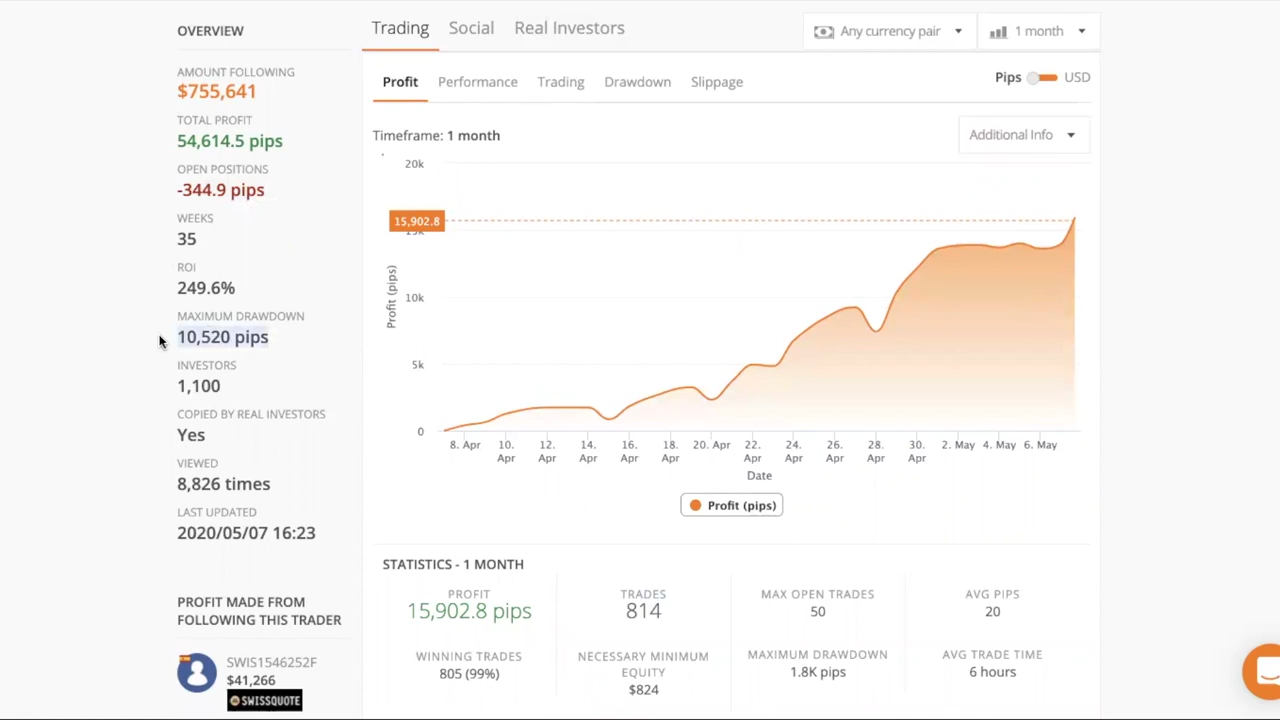 OVERVIEW
AMOUNT FOLLOWING
$755,641
TOTAL PROFIT
54,614.5 pips
OPEN POSITIONS
-344.9 pips
WEEKS
35
ROI
249.6%
MAXIMUM DRAWDOWN
10,520 pips
INVESTORS
1,100
COPIED BY REAL INVESTORS
Yes
VIEWED
8,826 times
LAST UPDATED
2020/05/07 16:23
PROFIT MADE FROM
FOLLOWING THIS TRADER
SWIS1546252F
$41,266
SWISSQUOTE
Trading Social Real Investors
Any currency pair
1 month
Profit Performance Trading Drawdown Slippage
Pips USD
Timeframe: 1 month
Additional Info
20k
15,902.8
15k
10k
5k
0
Profit (pips)
8. Apr 10. Apr 12. Apr 14. Apr 16. Apr 18. Apr 20. Apr 22. Apr 24. Apr 26. Apr 28. Apr 30. Apr 2. May 4. May 6. May
Date
Profit (pips)
STATISTICS - 1 MONTH
PROFIT
15,902.8 pips
TRADES
814
MAX OPEN TRADES
50
AVG PIPS
20
WINNING TRADES
805 (99%)
NECESSARY MINIMUM
EQUITY
$824
MAXIMUM DRAWDOWN
1.8K pips
AVG TRADE TIME
6 hours